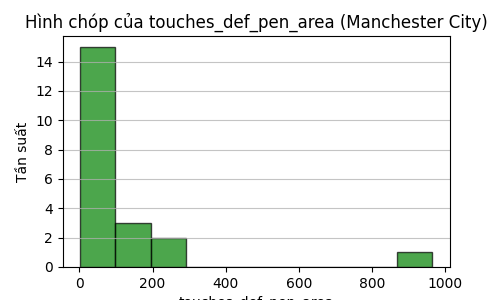 Hình chóp của touches_def_pen_area (Manchester City)
Tần suất
14
12
10
8
6
4
2
0
0 200 400 600 800 1000
touches_def_pen_area